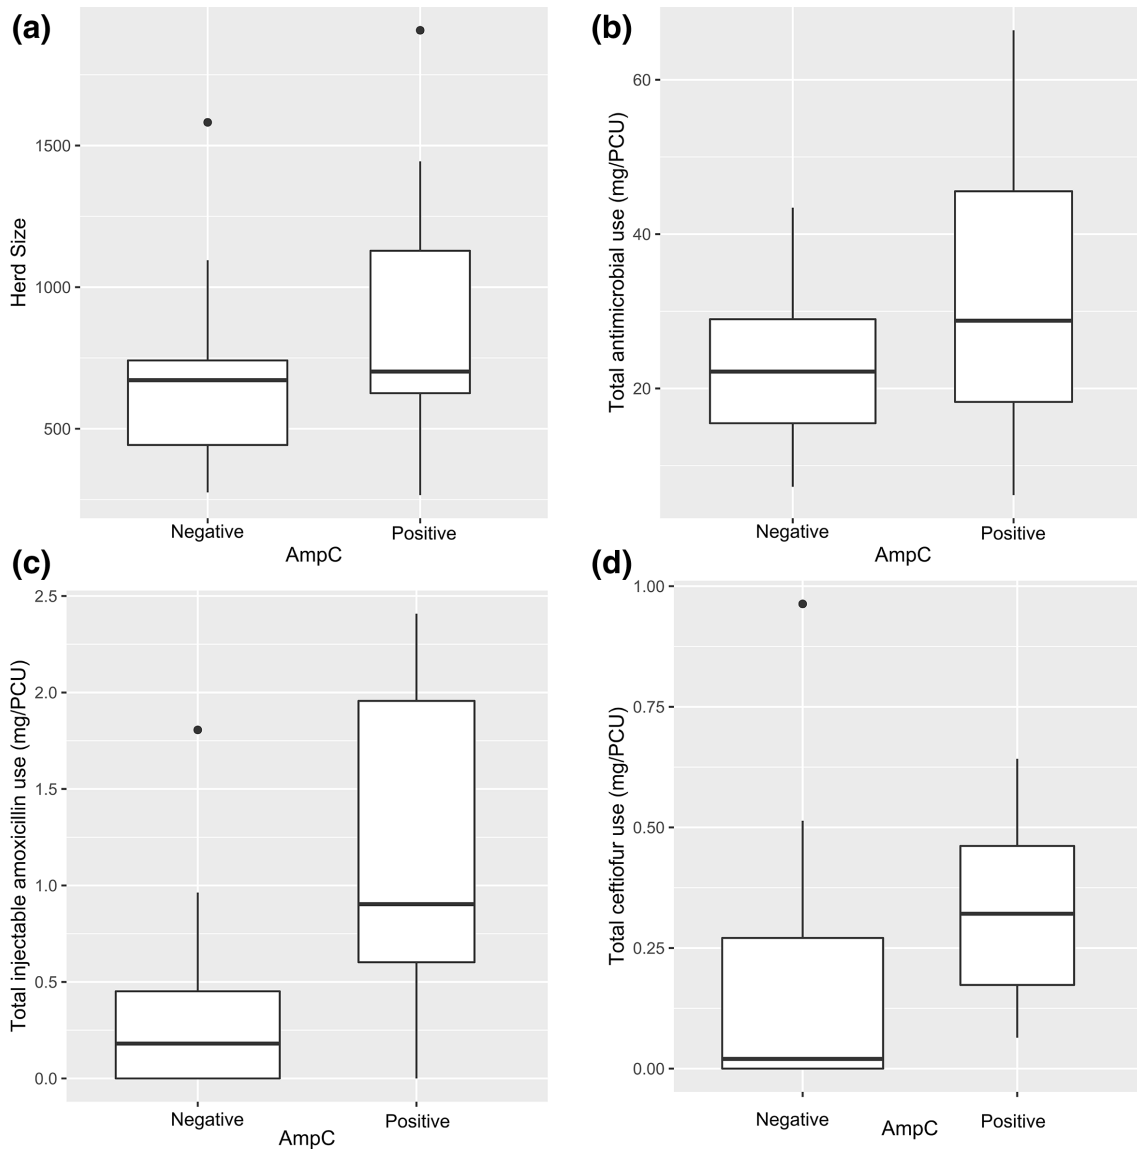 (a)
Herd Size
1500
1000
500
Negative
Positive
AmpC
(b)
Total antimicrobial use (mg/PCU)
60
40
20
Negative
Positive
AmpC
(c)
Total injectable amoxicillin use (mg/PCU)
2.5
2.0
1.5
1.0
0.5
0.0
Negative
Positive
AmpC
(d)
Total ceftiofur use (mg/PCU)
1.00
0.75
0.50
0.25
0.00
Negative
Positive
AmpC